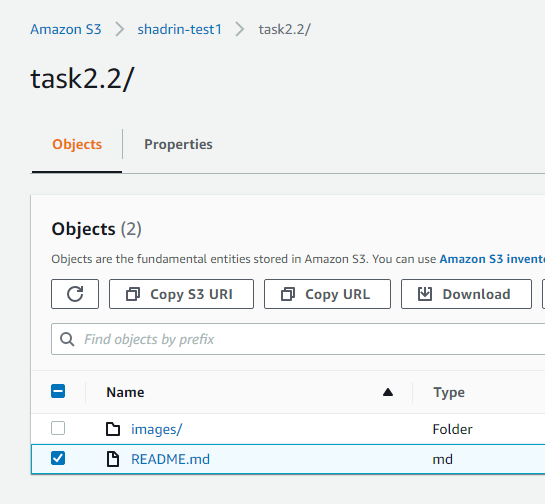 Amazon S3 > shadrin-test1 > task2.2/
task2.2/
Objects Properties
Objects (2)
Objects are the fundamental entities stored in Amazon S3. You can use Amazon S3 invento
Copy S3 URI Copy URL Download
Find objects by prefix
Name Type
images/ Folder
README.md md